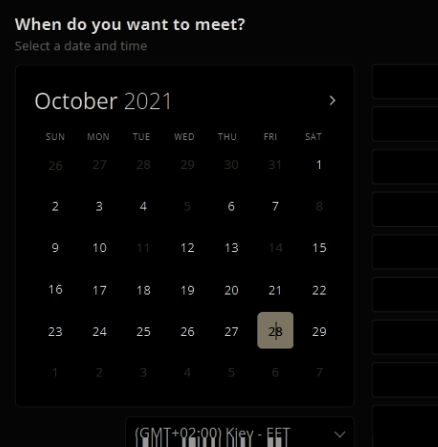 When do you want to meet?
Select a date and time
October 2021 >
SUN MON TUE WED THU FRI SAT
26 27 28 29 30 31 1
2 3 4 5 6 7 8
9 10 11 12 13 14 15
16 17 18 19 20 21 22
23 24 25 26 27 28 29
1 2 3 4 5 6 7
(GMT+02:00) Kiev - EET